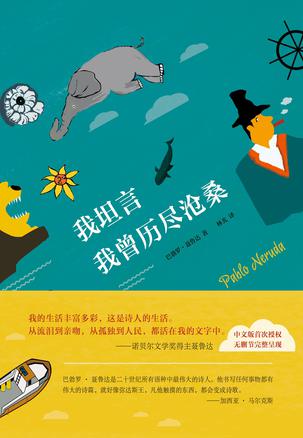 我坦言
我曾历尽沧桑
巴勃罗·聂鲁达 著
林光 译
Pablo Neruda
我的生活丰富多彩，这是诗人的生活。
从流泪到亲吻，从孤独到人民，都活在我的文字中。
——诺贝尔文学奖得主聂鲁达
中文版首次授权
无删节完整呈现
巴勃罗·聂鲁达是二十世纪所有语种中最伟大的诗人。他书写任何事物都有
伟大的诗篇，就好像弥达斯王，凡他触摸的东西，都会变成诗歌。
——加西亚·马尔克斯